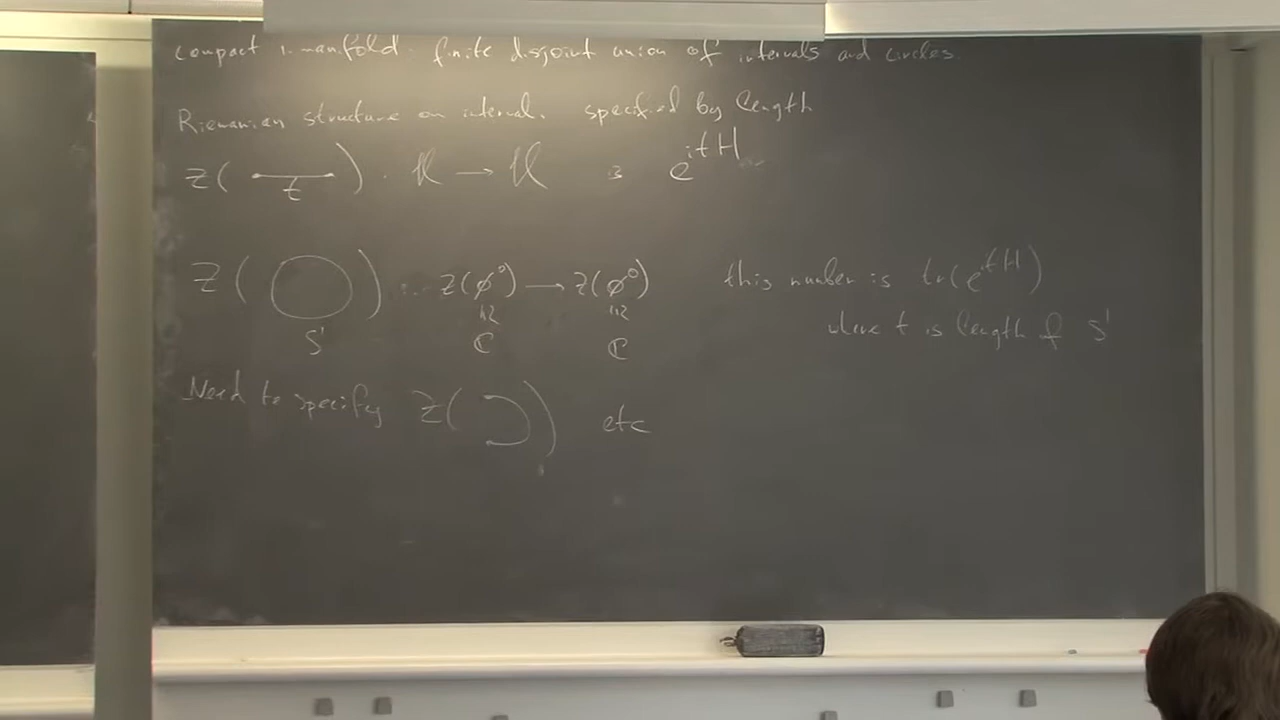 compact 1-manifold. finite disjoint union of intervals and circles.
Riemannian structure on interval. specified by length
Z( t ) : ℋ → ℋ is e^{itH}
Z( ◯ ) : Z(∅⁰) → Z(∅⁰) this number is tr(e^{itH})
S¹ ≅ ≅ where t is length of S¹
ℂ ℂ
Need to specify Z( ⊃ ) etc